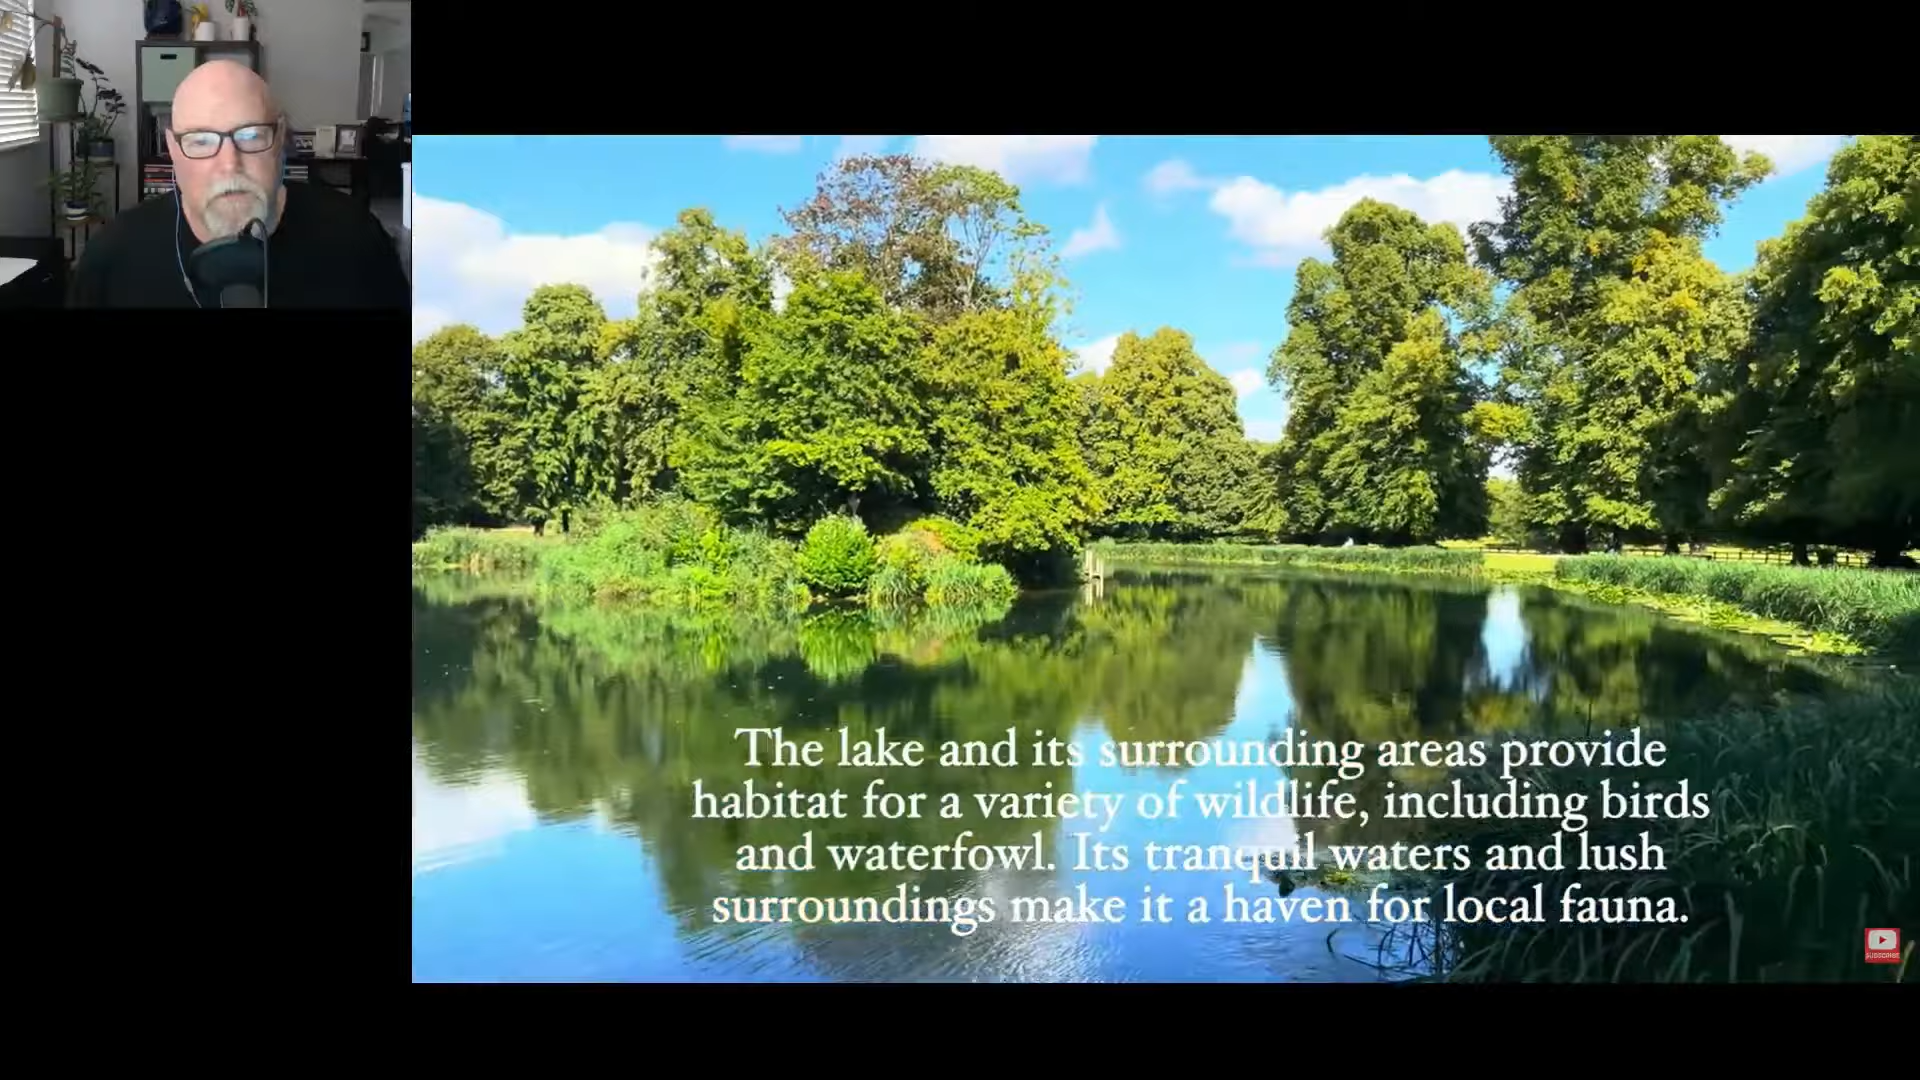 The lake and its surrounding areas provide
habitat for a variety of wildlife, including birds
and waterfowl. Its tranquil waters and lush
surroundings make it a haven for local fauna.
SUBSCRIBE